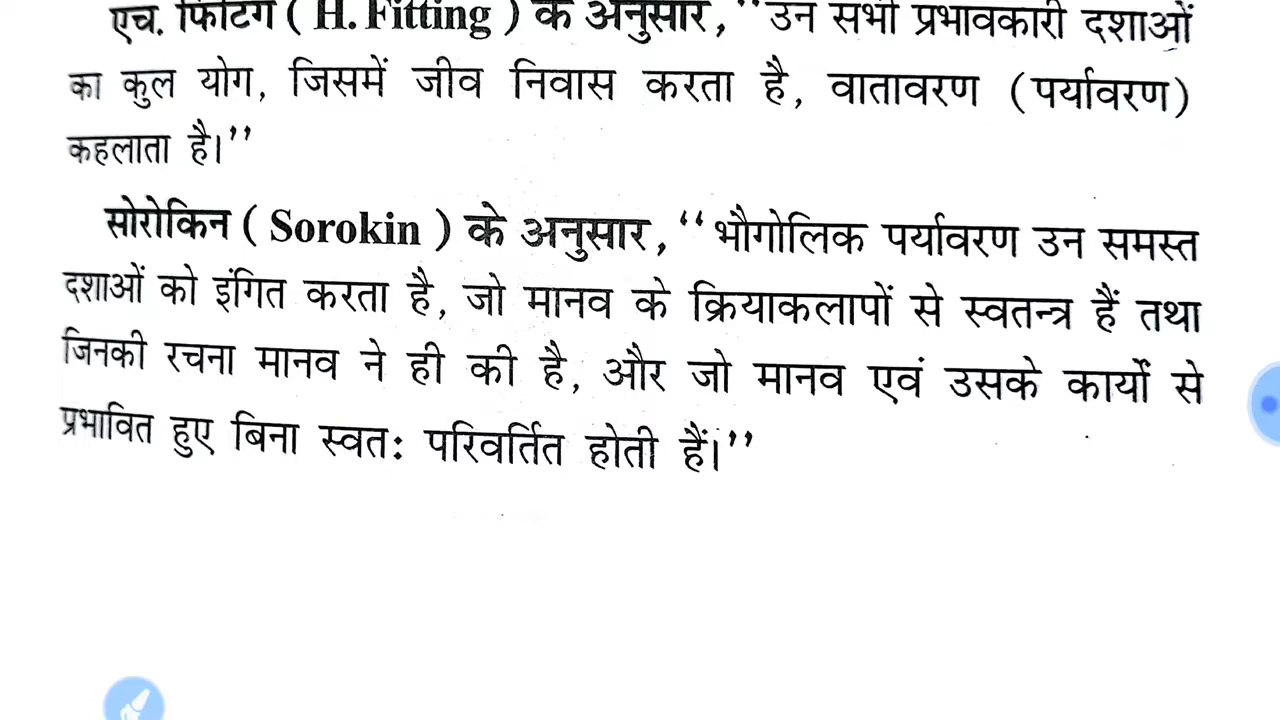 एच. फिटिंग ( H. Fitting ) के अनुसार, ‘‘उन सभी प्रभावकारी दशाओं
का कुल योग, जिसमें जीव निवास करता है, वातावरण (पर्यावरण)
कहलाता है।’’
सोरोकिन ( Sorokin ) के अनुसार, ‘‘भौगोलिक पर्यावरण उन समस्त
दशाओं को इंगित करता है, जो मानव के क्रियाकलापों से स्वतन्त्र हैं तथा
जिनकी रचना मानव ने ही की है, और जो मानव एवं उसके कार्यों से
प्रभावित हुए बिना स्वत: परिवर्तित होती हैं।’’